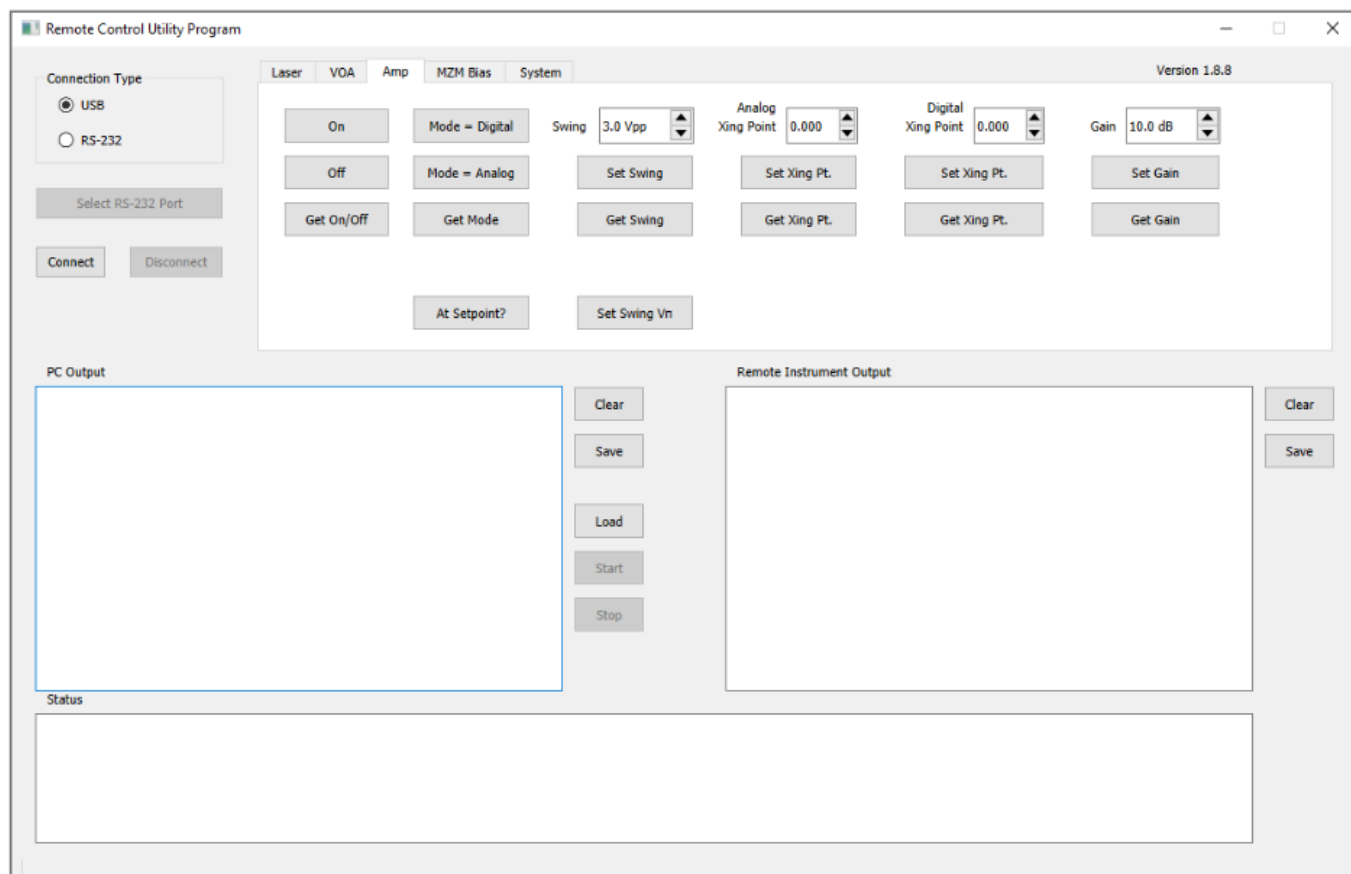 Remote Control Utility Program
Connection Type
USB
RS-232
Select RS-232 Port
Connect Disconnect
Laser VOA Amp MZM Bias System
Version 1.8.8
On Mode = Digital Swing 3.0 Vpp Analog Xing Point 0.000 Digital Xing Point 0.000 Gain 10.0 dB
Off Mode = Analog Set Swing Set Xing Pt. Set Xing Pt. Set Gain
Get On/Off Get Mode Get Swing Get Xing Pt. Get Xing Pt. Get Gain
At Setpoint? Set Swing Vn
PC Output
Clear
Save
Load
Start
Stop
Remote Instrument Output
Clear
Save
Status